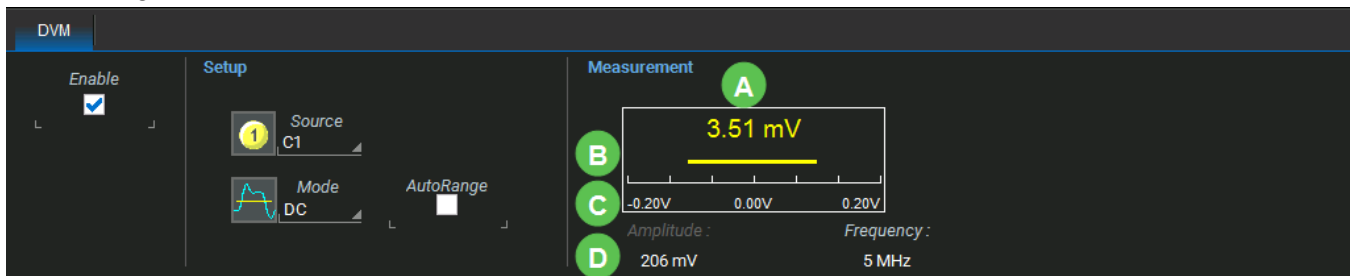 DVM
Enable
Setup
1
Source
C1
Mode
DC
AutoRange
Measurement
A
3.51 mV
B
C
-0.20V 0.00V 0.20V
Amplitude : Frequency :
D
206 mV 5 MHz